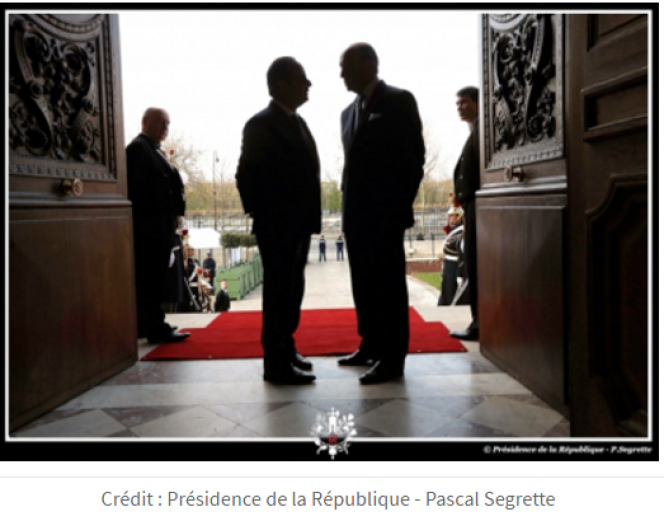 © Présidence de la République - P.Segrette
Crédit : Présidence de la République - Pascal Segrette